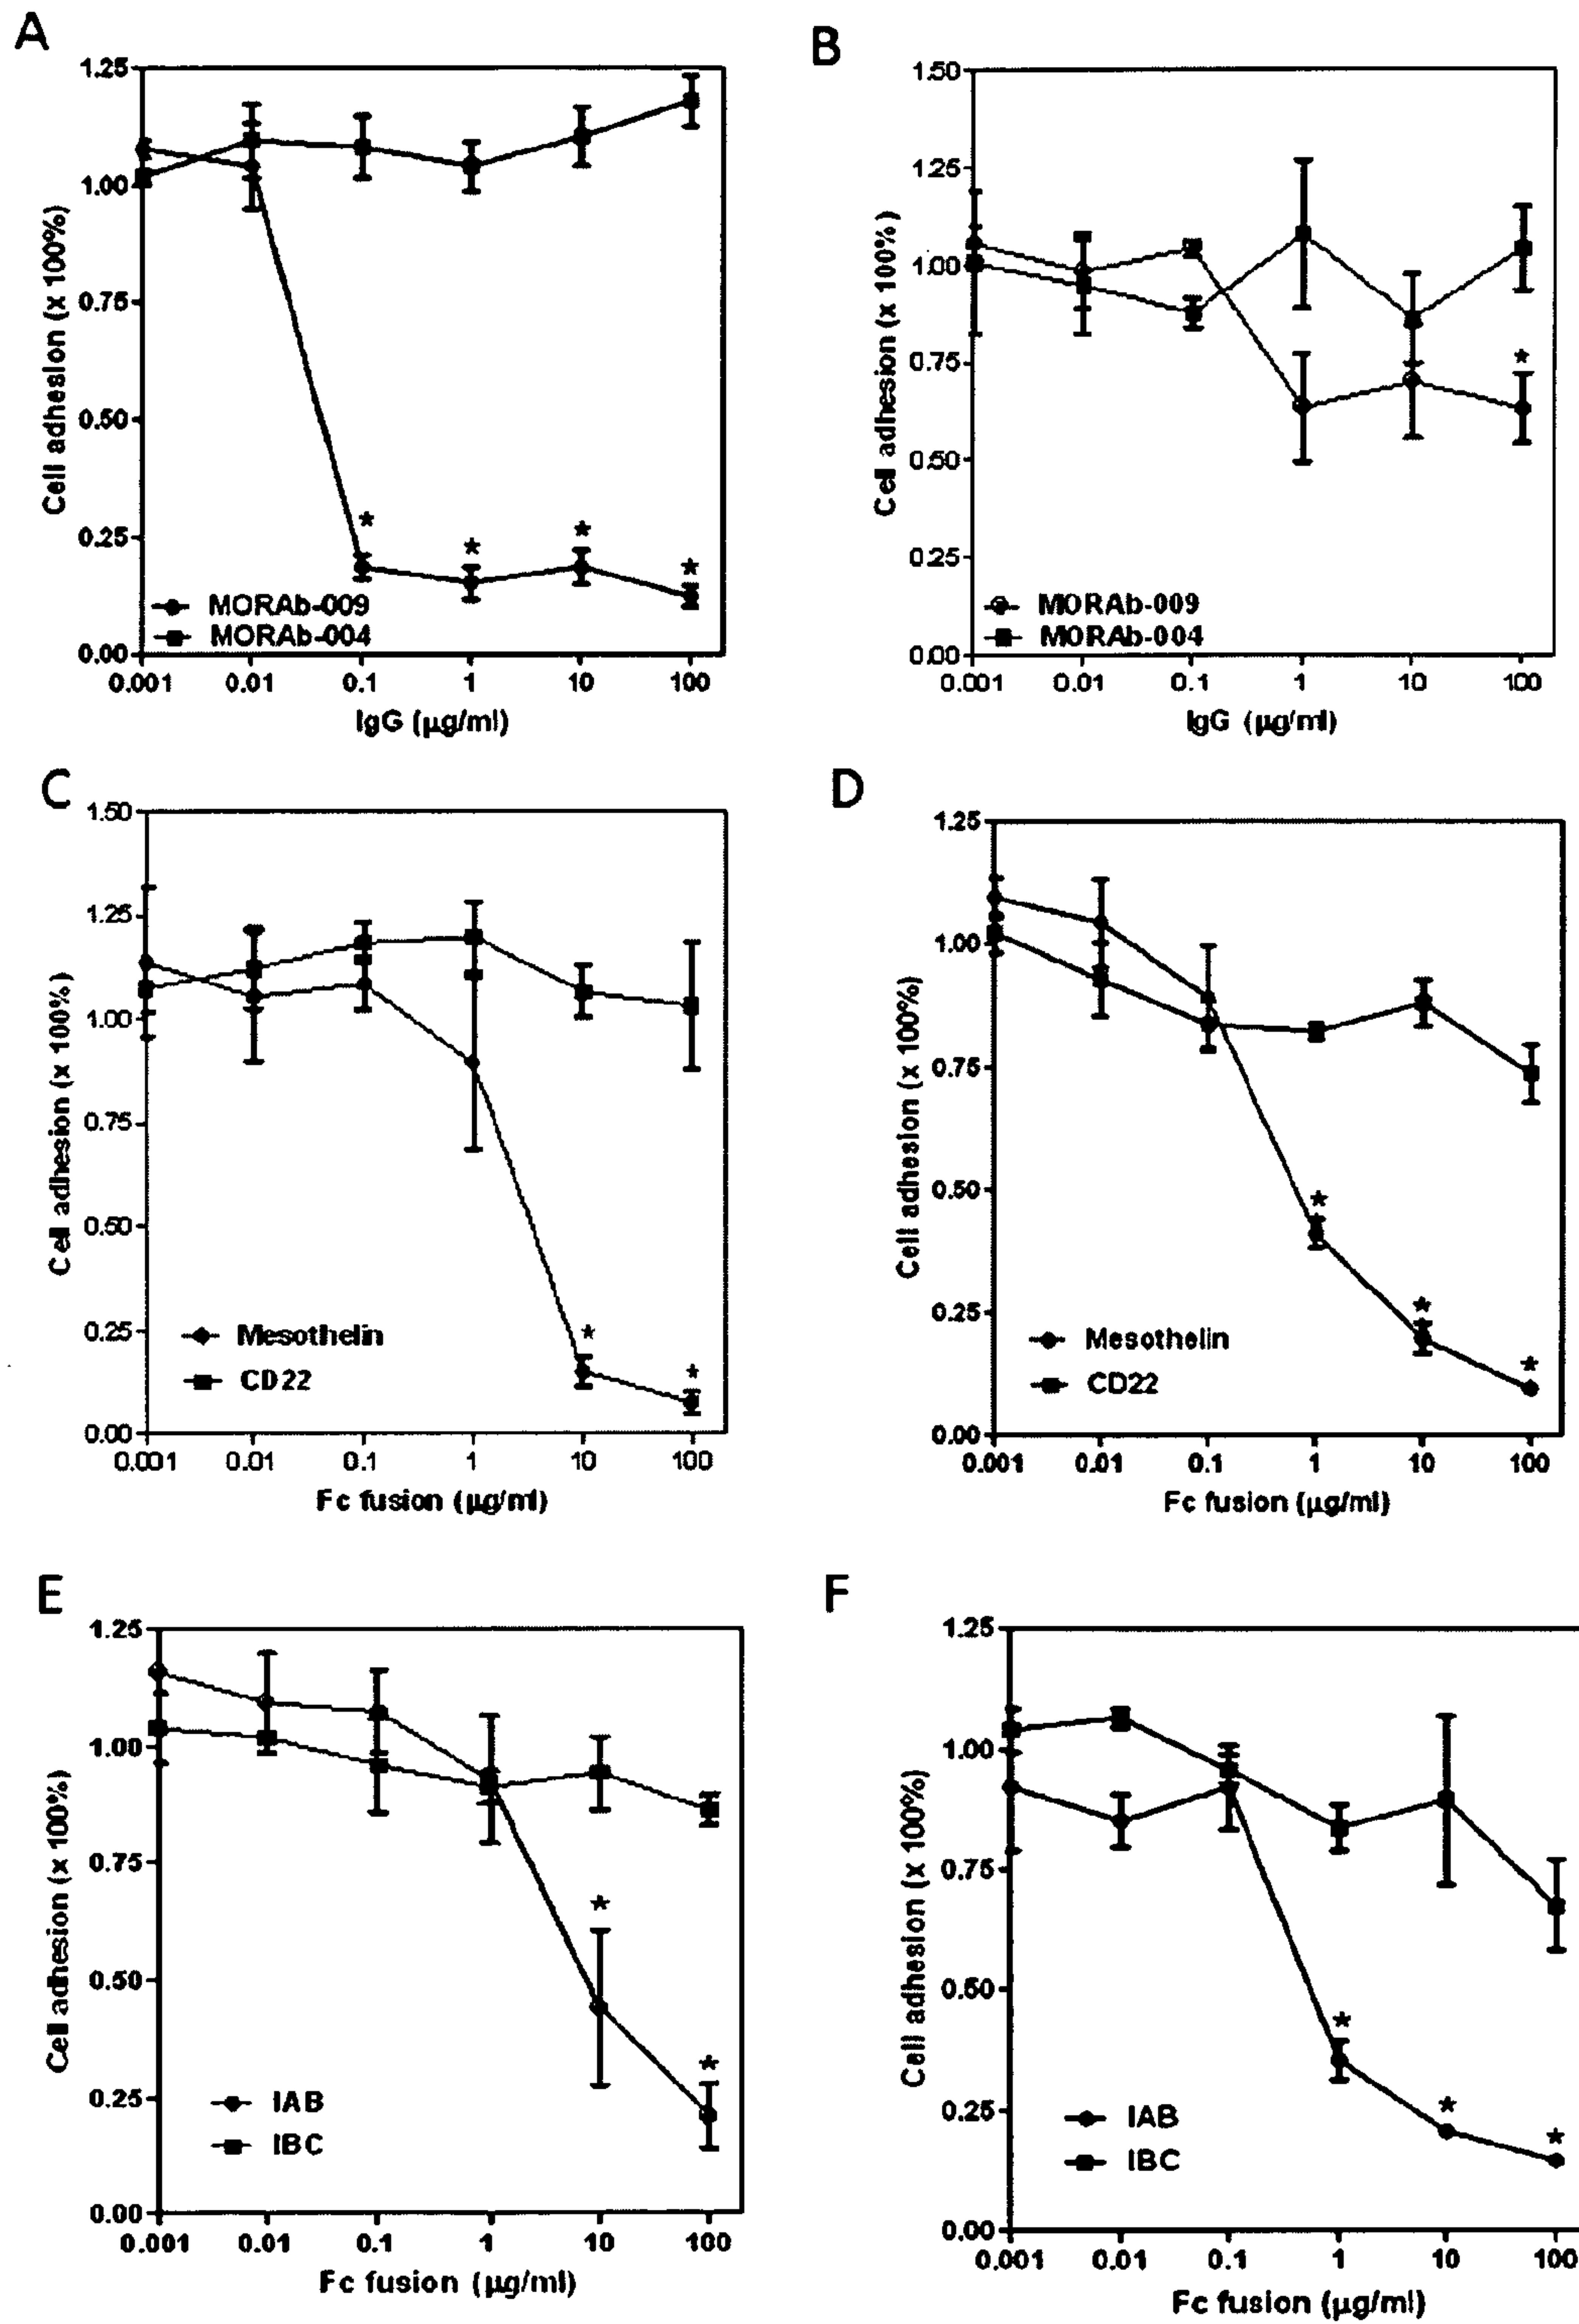 A
1.25
1.00
0.75
0.50
0.25
0.00
Cell adhesion (x 100%)
*
*
*
*
MORAb-009
MORAb-004
0.001 0.01 0.1 1 10 100
IgG (µg/ml)
B
1.50
1.25
1.00
0.75
0.50
0.25
0.00
Cell adhesion (x 100%)
*
MORAb-009
MORAb-004
0.001 0.01 0.1 1 10 100
IgG (µg/ml)
C
1.50
1.25
1.00
0.75
0.50
0.25
0.00
Cell adhesion (x 100%)
*
*
Mesothelin
CD22
0.001 0.01 0.1 1 10 100
Fc fusion (µg/ml)
D
1.25
1.00
0.75
0.50
0.25
0.00
Cell adhesion (x 100%)
*
*
*
Mesothelin
CD22
0.001 0.01 0.1 1 10 100
Fc fusion (µg/ml)
E
1.25
1.00
0.75
0.50
0.25
0.00
Cell adhesion (x 100%)
*
*
IAB
IBC
0.001 0.01 0.1 1 10 100
Fc fusion (µg/ml)
F
1.25
1.00
0.75
0.50
0.25
0.00
Cell adhesion (x 100%)
*
*
*
IAB
IBC
0.001 0.01 0.1 1 10 100
Fc fusion (µg/ml)